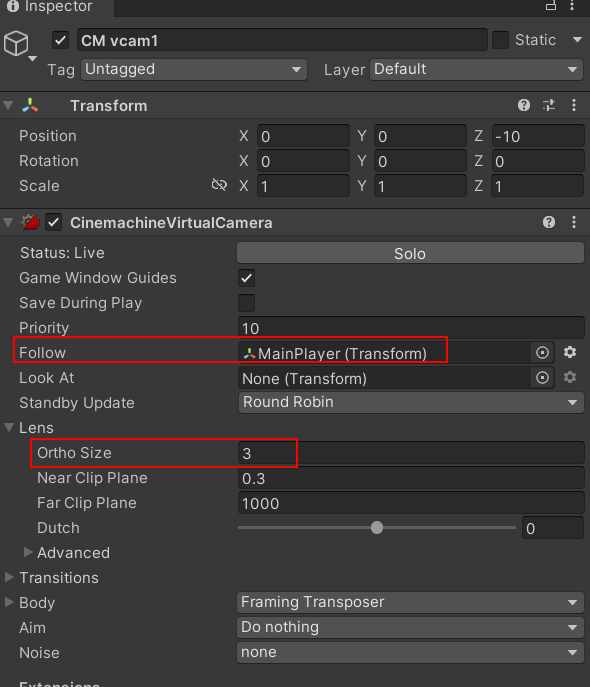 Inspector
CM vcam1 Static
Tag Untagged Layer Default
Transform
Position X 0 Y 0 Z -10
Rotation X 0 Y 0 Z 0
Scale X 1 Y 1 Z 1
CinemachineVirtualCamera
Status: Live Solo
Game Window Guides
Save During Play
Priority 10
Follow MainPlayer (Transform)
Look At None (Transform)
Standby Update Round Robin
Lens
Ortho Size 3
Near Clip Plane 0.3
Far Clip Plane 1000
Dutch 0
Advanced
Transitions
Body Framing Transposer
Aim Do nothing
Noise none
Extensions